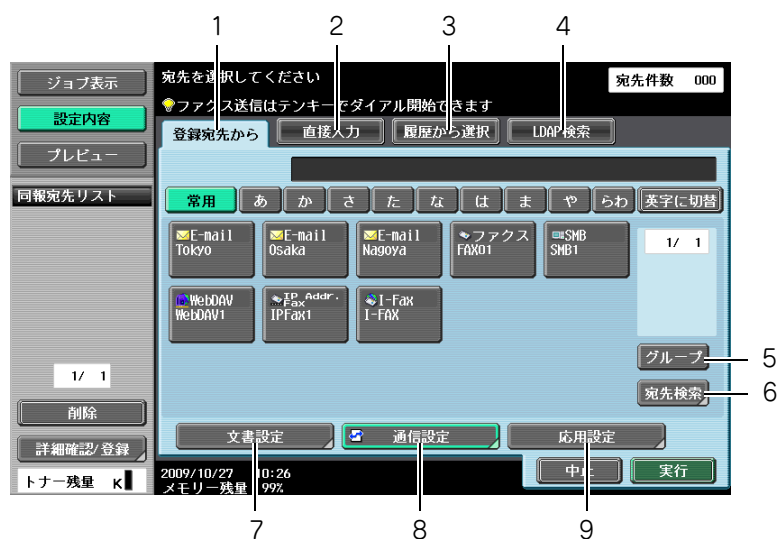 1 2 3 4
ジョブ表示
設定内容
プレビュー
同報宛先リスト
1/ 1
削除
詳細確認/登録
トナー残量 K
宛先を選択してください
宛先件数 000
ファクス送信はテンキーでダイアル開始できます
登録宛先から 直接入力 履歴から選択 LDAP検索
常用 あ か さ た な は ま や らわ 英字に切替
E-mail E-mail E-mail ファクス SMB
Tokyo Osaka Nagoya FAX01 SMB1
1/ 1
WebDAV IP Addr. Fax I-Fax
WebDAV1 IPFax1 I-FAX
グループ 5
宛先検索 6
文書設定 通信設定 応用設定
2009/10/27 10:26
メモリー残量 99%
中止 実行
7 8 9